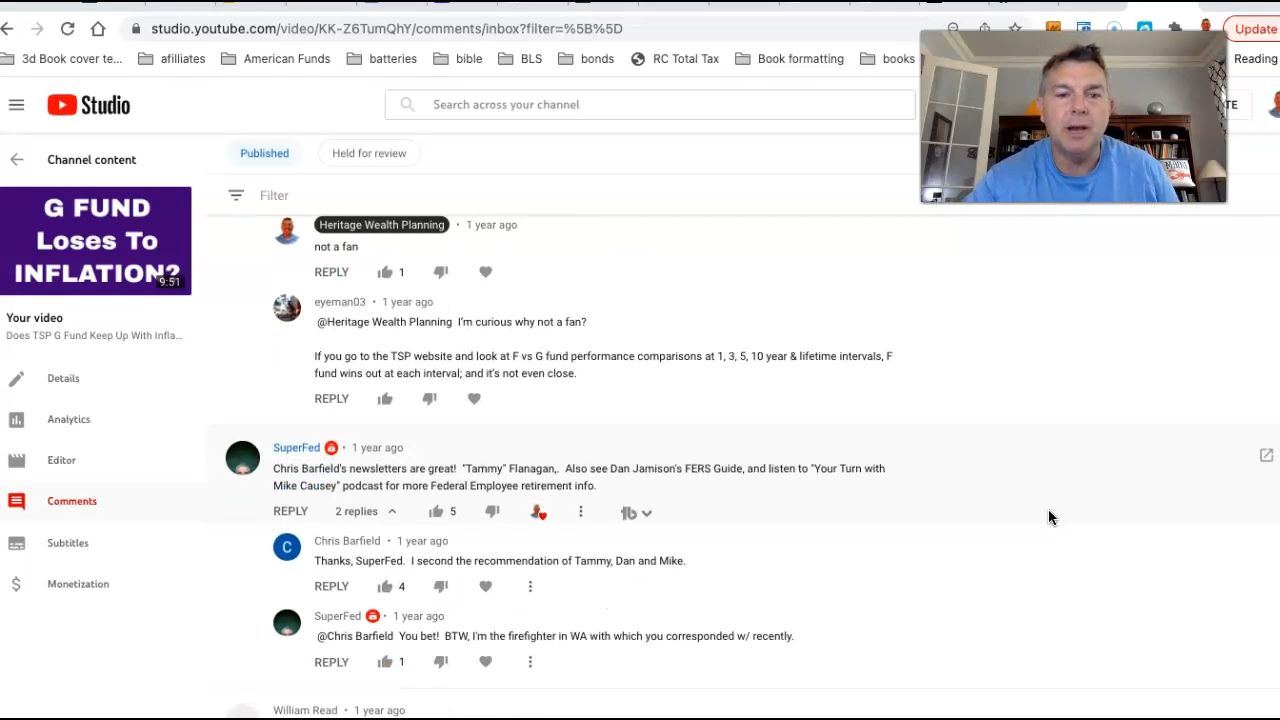 studio.youtube.com/video/KK-Z6TumQhY/comments/inbox?filter=%5B%5D
Update
3d Book cover te...
afilliates
American Funds
batteries
bible
BLS
bonds
RC Total Tax
Book formatting
books
Reading
Studio
Search across your channel
TE
Channel content
Published
Held for review
Filter
G FUND
Loses To
INFLATION?
9:51
Your video
Does TSP G Fund Keep Up With Infla...
Details
Analytics
Editor
Comments
Subtitles
Monetization
Heritage Wealth Planning • 1 year ago
not a fan
REPLY 1
eyeman03 • 1 year ago
@Heritage Wealth Planning I'm curious why not a fan?
If you go to the TSP website and look at F vs G fund performance comparisons at 1, 3, 5, 10 year & lifetime intervals, F
fund wins out at each interval; and it's not even close.
REPLY
SuperFed • 1 year ago
Chris Barfield's newsletters are great! "Tammy" Flanagan,. Also see Dan Jamison's FERS Guide, and listen to "Your Turn with
Mike Causey" podcast for more Federal Employee retirement info.
REPLY 2 replies 5
C
Chris Barfield • 1 year ago
Thanks, SuperFed. I second the recommendation of Tammy, Dan and Mike.
REPLY 4
SuperFed • 1 year ago
@Chris Barfield You bet! BTW, I'm the firefighter in WA with which you corresponded w/ recently.
REPLY 1
William Read • 1 year ago